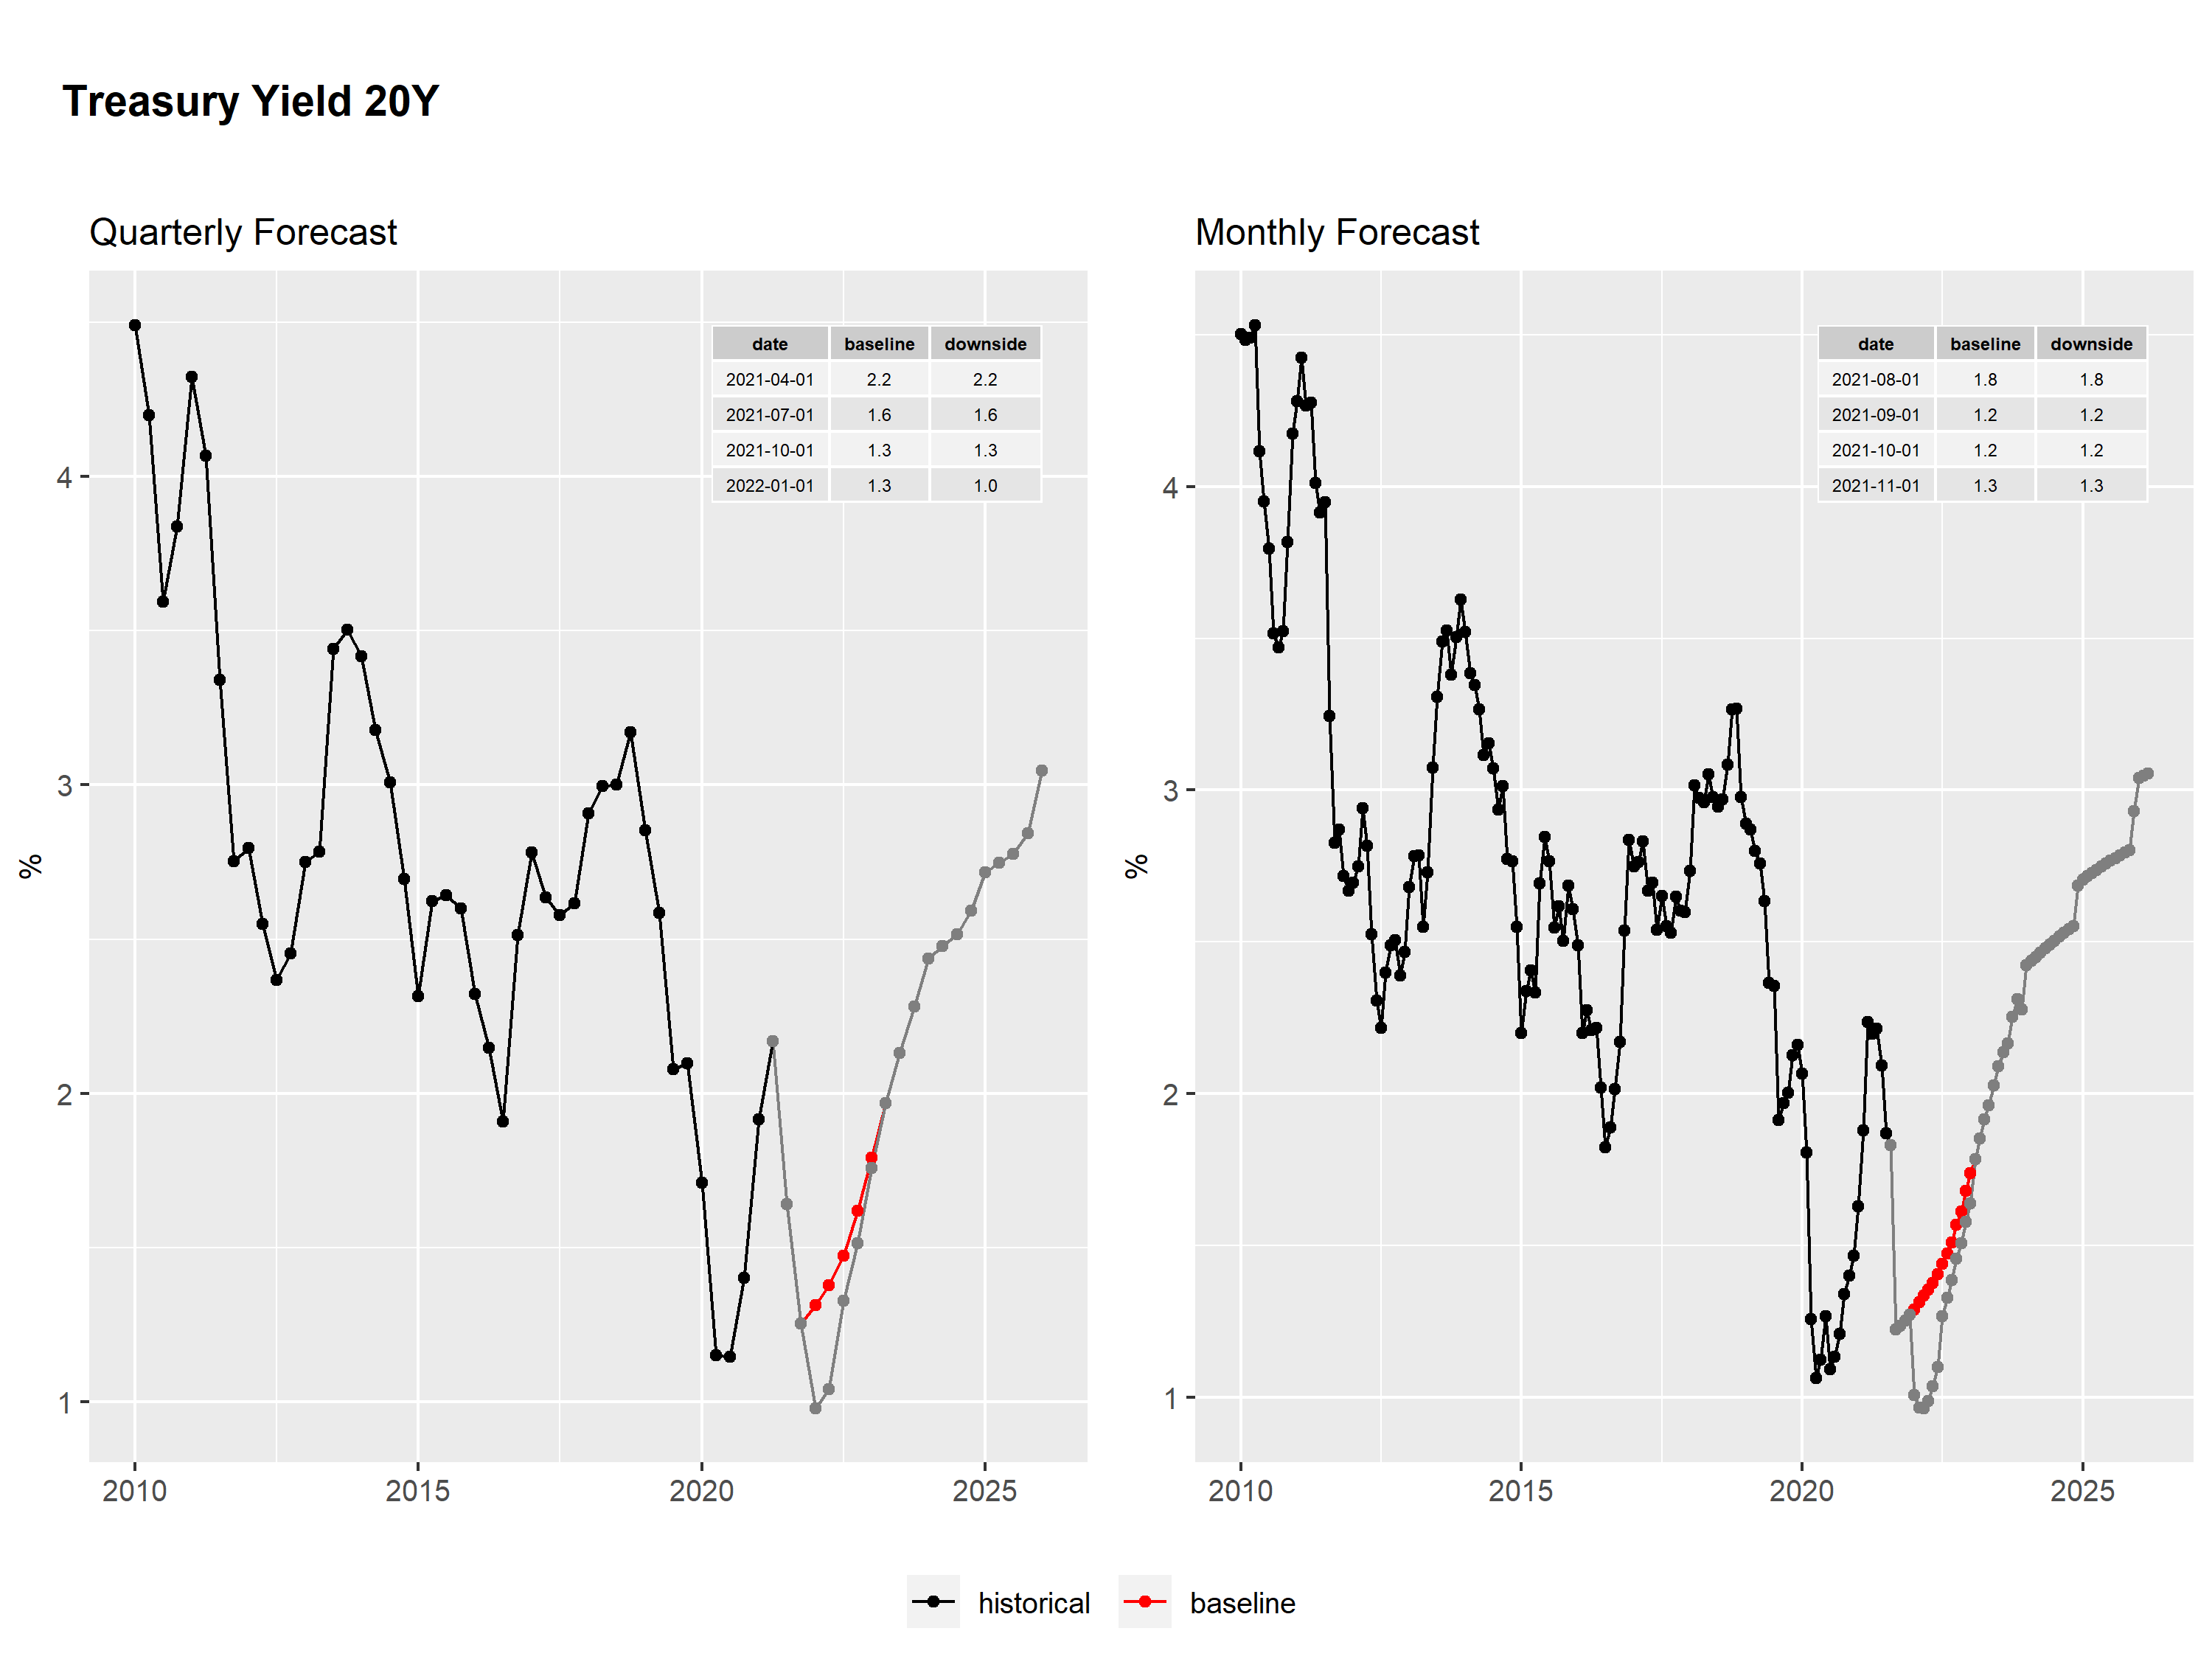 Treasury Yield 20Y
Quarterly Forecast
%
4
3
2
1
2010 2015 2020 2025
date baseline downside
2021-04-01 2.2 2.2
2021-07-01 1.6 1.6
2021-10-01 1.3 1.3
2022-01-01 1.3 1.0
Monthly Forecast
%
4
3
2
1
2010 2015 2020 2025
date baseline downside
2021-08-01 1.8 1.8
2021-09-01 1.2 1.2
2021-10-01 1.2 1.2
2021-11-01 1.3 1.3
historical baseline